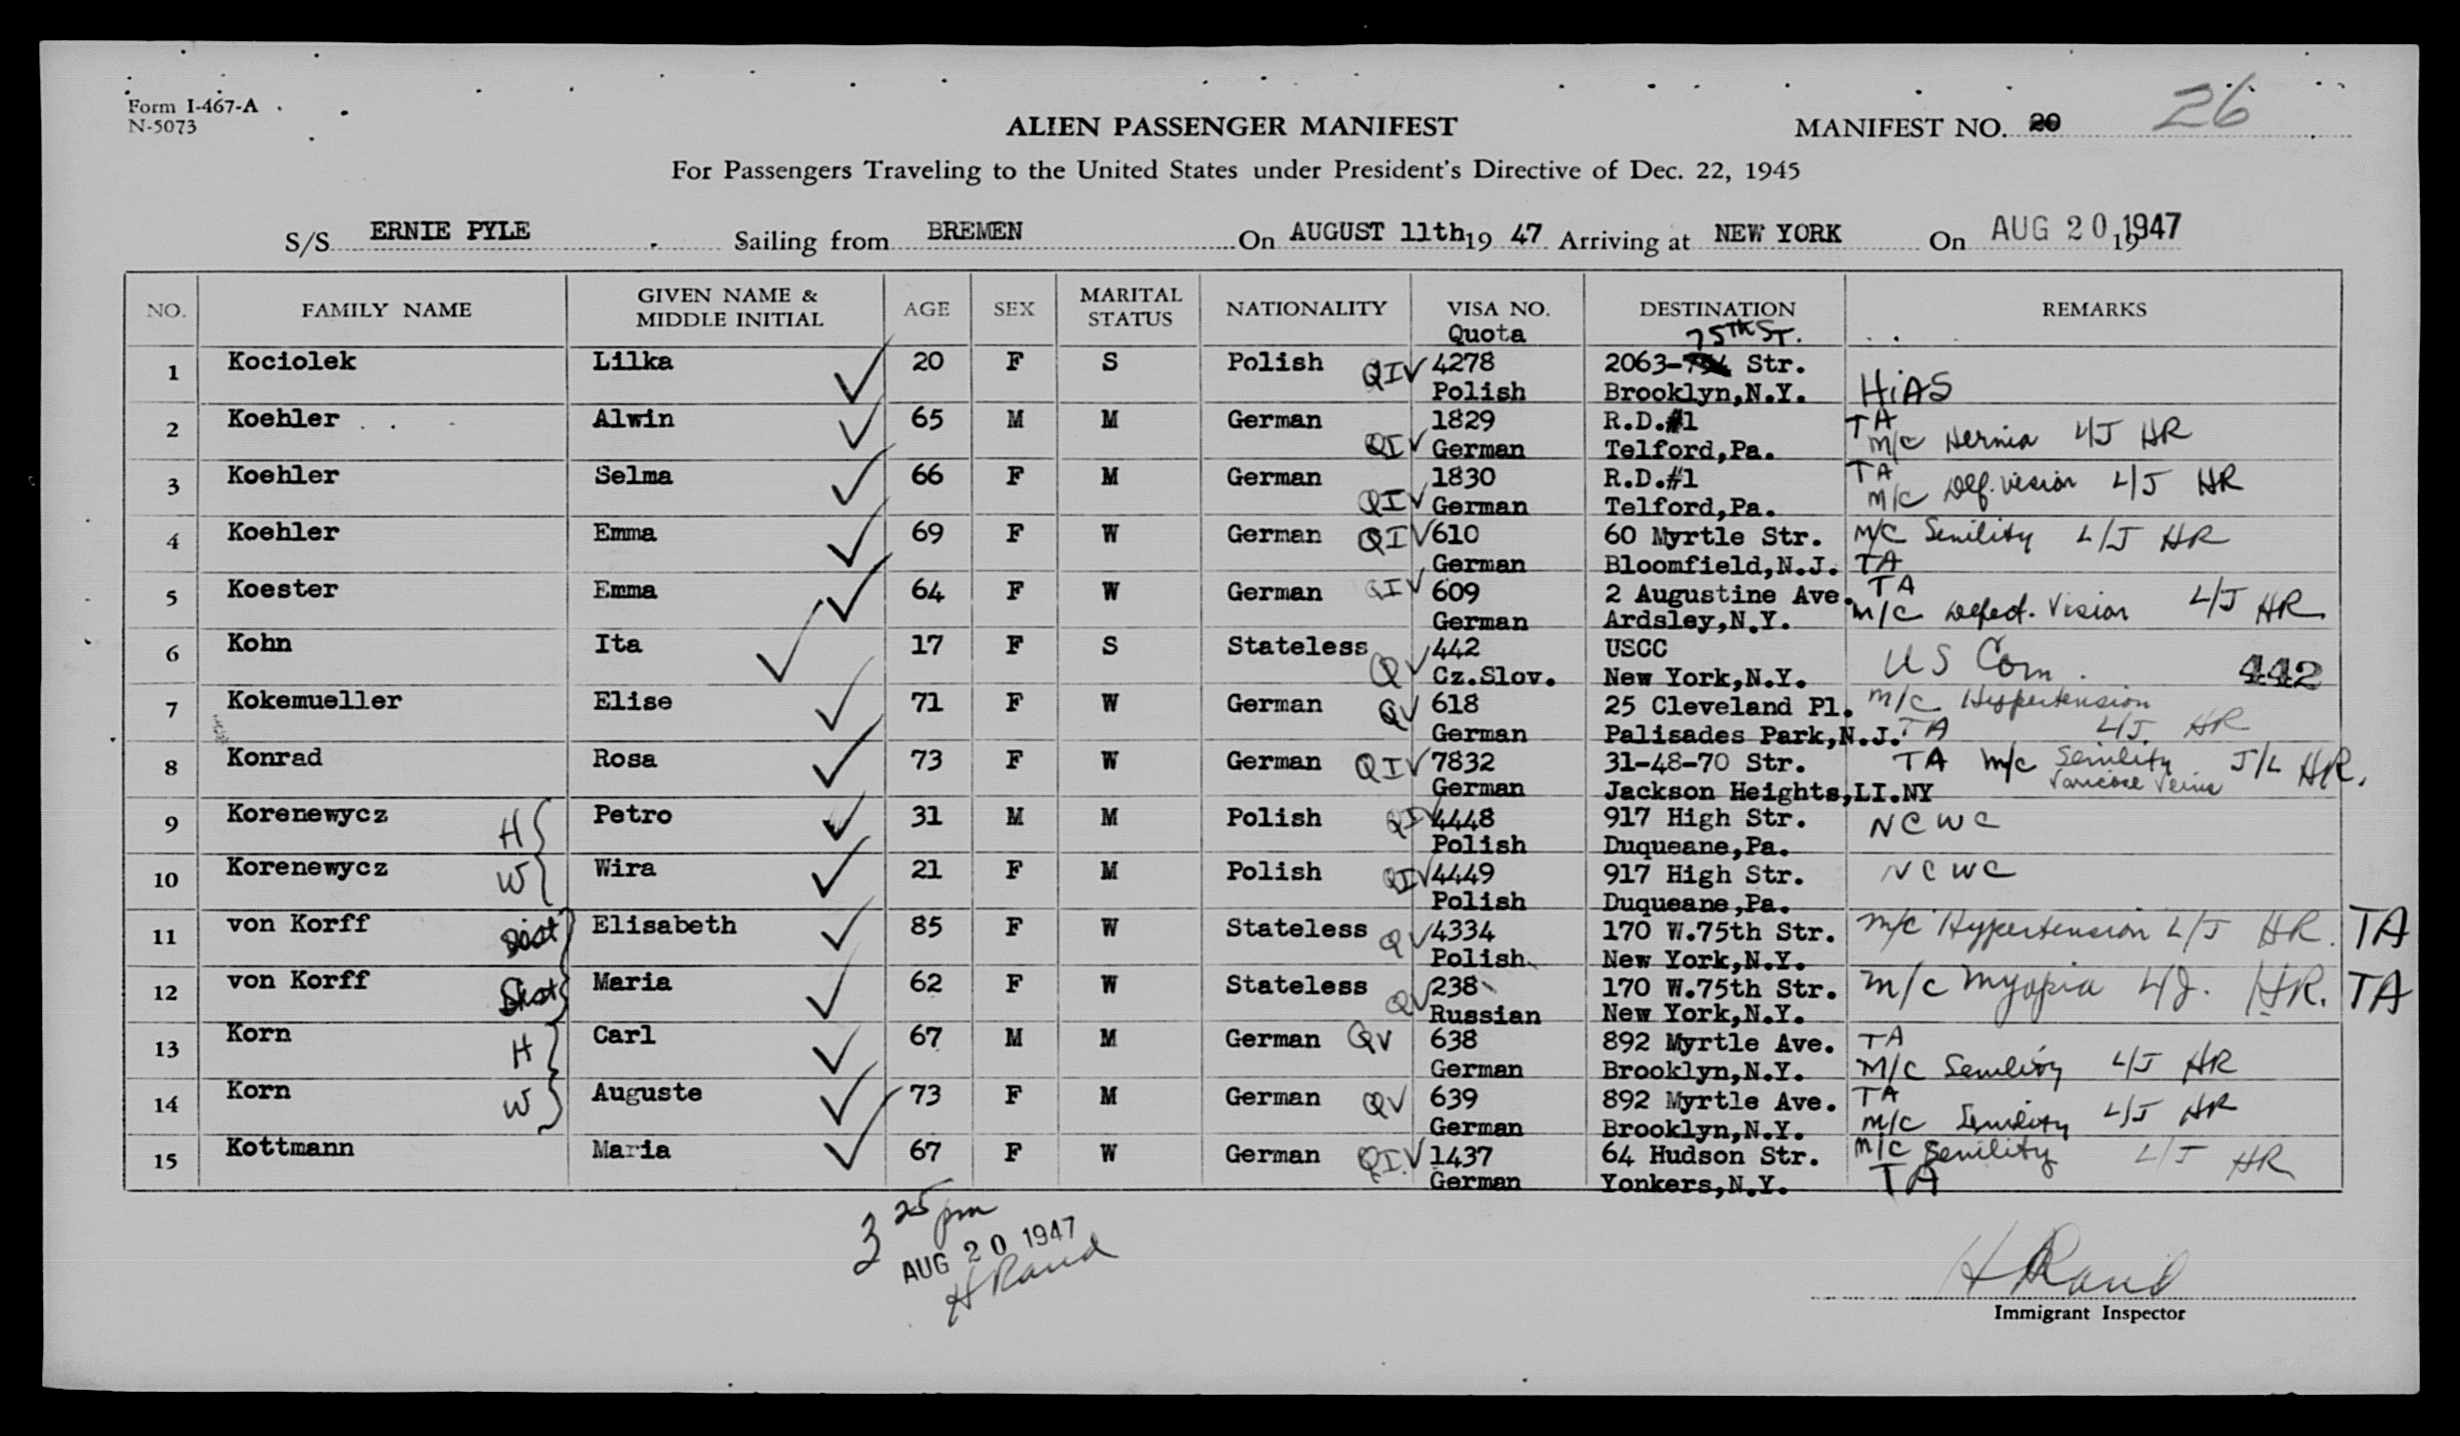 Form I-467-A
N-5073
ALIEN PASSENGER MANIFEST
MANIFEST NO. 20 26
For Passengers Traveling to the United States under President's Directive of Dec. 22, 1945
S/S ERNIE PYLE Sailing from BREMEN On AUGUST 11th 19 47 Arriving at NEW YORK On AUG 20 1947
NO. FAMILY NAME GIVEN NAME & MIDDLE INITIAL AGE SEX MARITAL STATUS NATIONALITY VISA NO. DESTINATION REMARKS
Quota 75TH ST.
1 Kociolek Lilka 20 F S Polish QIV 4278 2063- Str.
Polish Brooklyn,N.Y. HiAS
2 Koehler Alwin 65 M M German 1829 R.D.#1 TA
QIV German Telford,Pa. M/C Hernia L/J HR
3 Koehler Selma 66 F M German 1830 R.D.#1 TA
QIV German Telford,Pa. M/C Def. vision L/J HR
4 Koehler Emma 69 F W German QIV 610 60 Myrtle Str. M/C Senility L/J HR
German Bloomfield,N.J. TA
5 Koester Emma 64 F W German QIV 609 2 Augustine Ave. TA
German Ardsley,N.Y. M/C Defect. Vision L/J HR
6 Kohn Ita 17 F S Stateless 442 USCC
QV Cz.Slov. New York,N.Y. US Com. 442
7 Kokemueller Elise 71 F W German QV 618 25 Cleveland Pl. M/C Hypertension
German Palisades Park,N.J. TA L/J. HR
8 Konrad Rosa 73 F W German QIV 7832 31-48-70 Str. TA M/C Senility J/L HR.
German Jackson Heights,LI.NY Varicose Veins
9 Korenewycz H Petro 31 M M Polish QIV 4448 917 High Str. NCWC
Polish Duqueane,Pa.
10 Korenewycz W Wira 21 F M Polish QIV 4449 917 High Str. NCWC
Polish Duqueane,Pa.
11 von Korff Sist Elisabeth 85 F W Stateless QV 4334 170 W.75th Str. M/C Hypertension L/J HR. TA
Polish New York,N.Y.
12 von Korff Sist Maria 62 F W Stateless QV 238 170 W.75th Str. M/C Myopia L/J. HR. TA
Russian New York,N.Y.
13 Korn H Carl 67 M M German QV 638 892 Myrtle Ave. TA
German Brooklyn,N.Y. M/C Senility L/J HR
14 Korn W Auguste 73 F M German QV 639 892 Myrtle Ave. TA
German Brooklyn,N.Y. M/C Senility L/J HR
15 Kottmann Maria 67 F W German QIV 1437 64 Hudson Str. M/C Senility L/J HR
German Yonkers,N.Y. TA
3 25 pm
AUG 20 1947
H Rand
H Rand
Immigrant Inspector